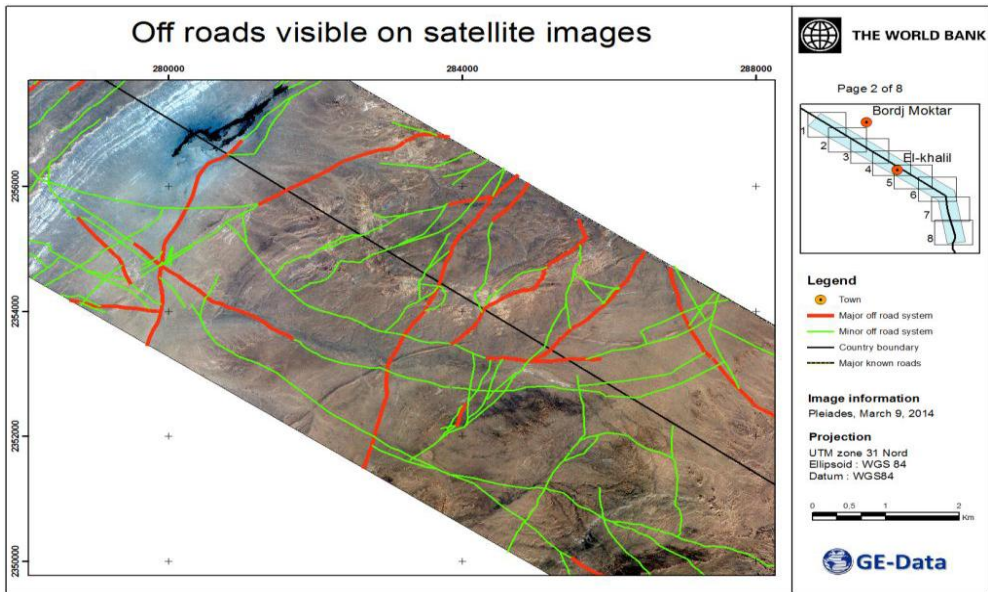 Off roads visible on satellite images
280000
284000
288000
2356000
2354000
2352000
2350000
THE WORLD BANK
Page 2 of 8
Bordj Moktar
El-khalil
1
2
3
4
5
6
7
8
Legend
Town
Major off road system
Minor off road system
Country boundary
Major known roads
Image information
Pleiades, March 9, 2014
Projection
UTM zone 31 Nord
Ellipsoid : WGS 84
Datum : WGS84
0 0.5 1 2
Km
GE-Data